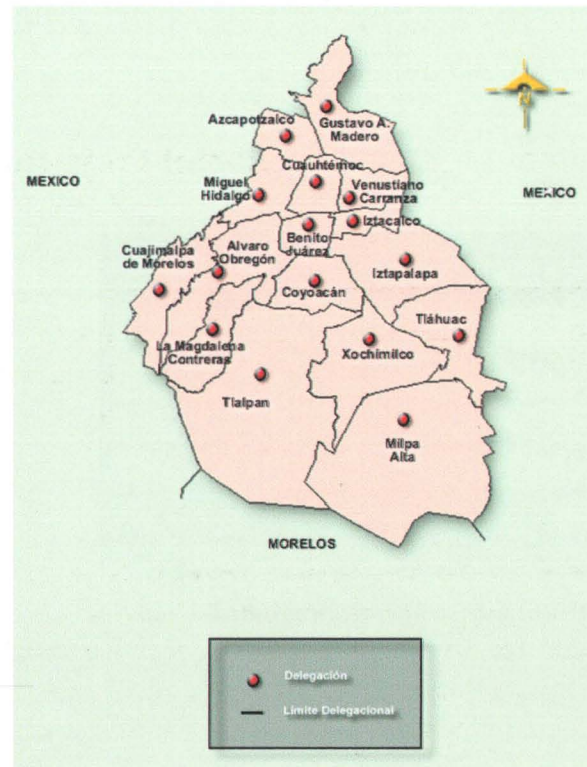 Azcapotzalco
Gustavo A.
Madero
Cuauhtémoc
MEXICO
Miguel
Hidalgo
Venustiano
Carranza
MEXICO
Iztacalco
Cuajimalpa
de Morelos
Alvaro
Obregón
Benito
Juárez
Iztapalapa
Coyoacán
Tláhuac
La Magdalena
Contreras
Xochimilco
Tlalpan
Milpa
Alta
MORELOS
N
Delegación
Límite Delegacional